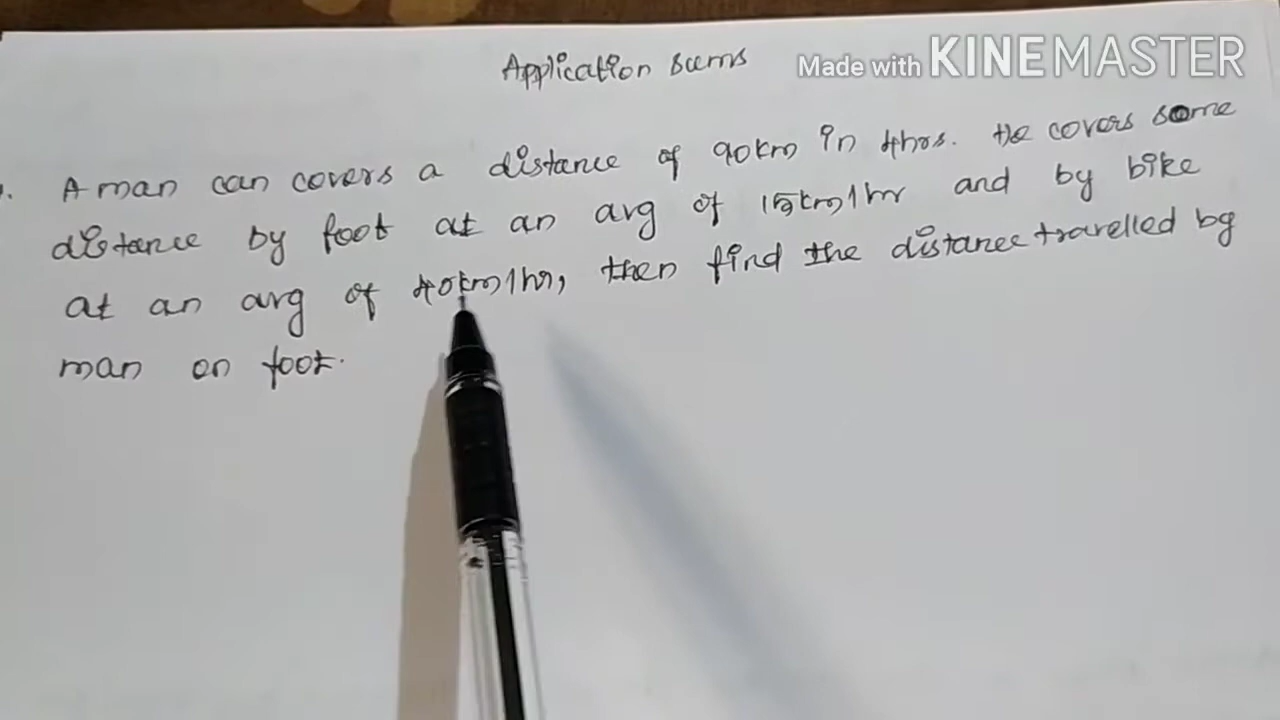 Application sums
Made with KINEMASTER
A man can covers a distance of 90km in 4hrs. He covers some
distance by foot at an avg of 15km/hr and by bike
at an avg of 40km/hr, then find the distance travelled by
man on foot.